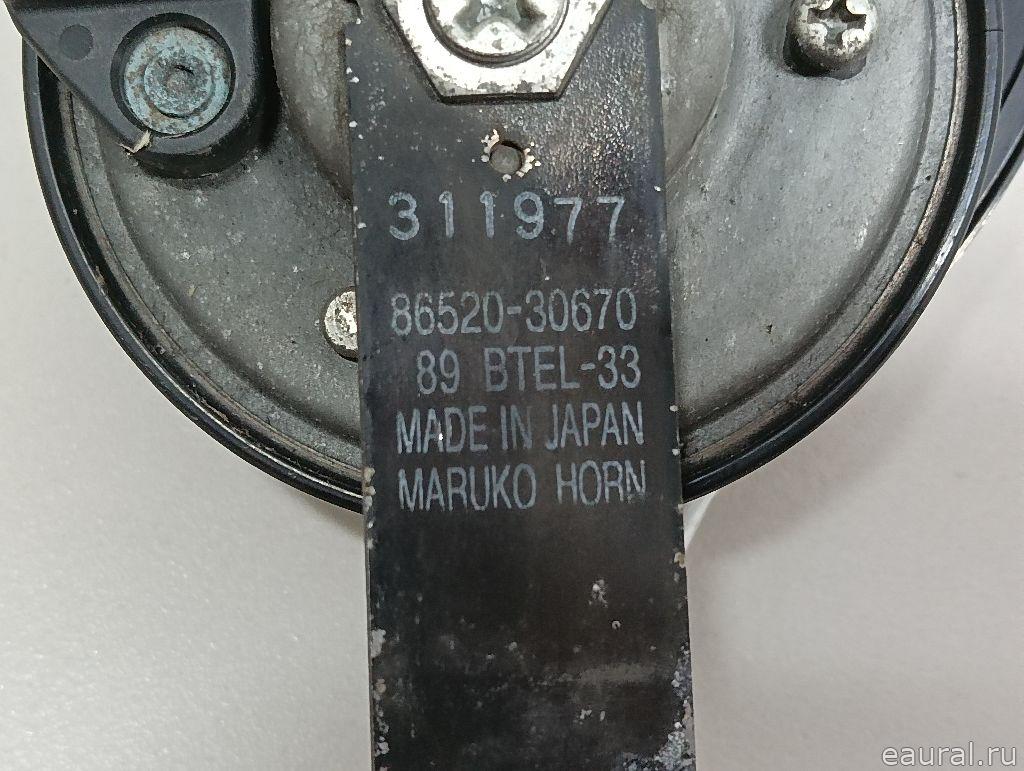 311977
86520-30670
89 BTEL-33
MADE IN JAPAN
MARUKO HORN
eaural.ru